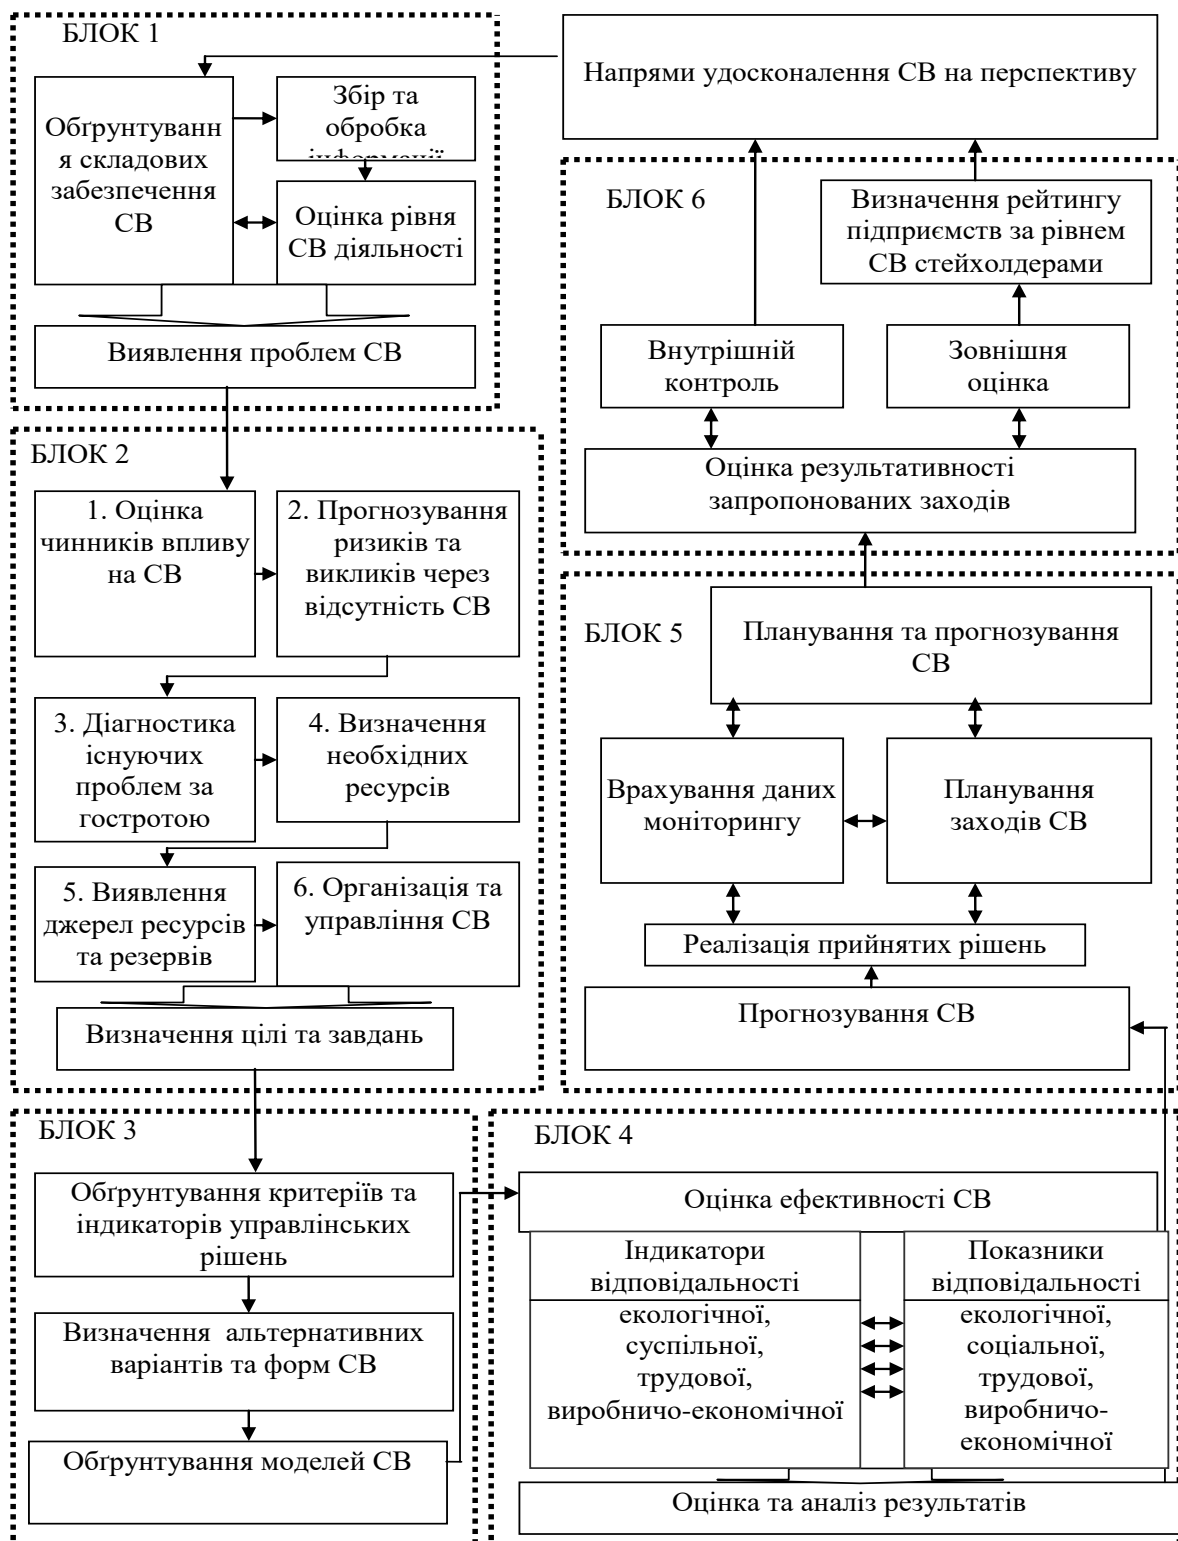 БЛОК 1
Обґрунтуванн
я складових
забезпечення
СВ
Збір та
обробка
інформації
Оцінка рівня
СВ діяльності
Виявлення проблем СВ
БЛОК 2
1. Оцінка
чинників впливу
на СВ
2. Прогнозування
ризиків та
викликів через
відсутність СВ
3. Діагностика
існуючих
проблем за
гостротою
4. Визначення
необхідних
ресурсів
5. Виявлення
джерел ресурсів
та резервів
6. Організація та
управління СВ
Визначення цілі та завдань
БЛОК 3
Обґрунтування критеріїв та
індикаторів управлінських
рішень
Визначення альтернативних
варіантів та форм СВ
Обґрунтування моделей СВ
БЛОК 4
Оцінка ефективності СВ
Індикатори
відповідальності
екологічної,
суспільної,
трудової,
виробничо-економічної
Показники
відповідальності
екологічної,
соціальної,
трудової,
виробничо-
економічної
Оцінка та аналіз результатів
БЛОК 5
Планування та прогнозування
СВ
Врахування даних
моніторингу
Планування
заходів СВ
Реалізація прийнятих рішень
Прогнозування СВ
БЛОК 6
Визначення рейтингу
підприємств за рівнем
СВ стейхолдерами
Внутрішній
контроль
Зовнішня
оцінка
Оцінка результативності
запропонованих заходів
Напрями удосконалення СВ на перспективу